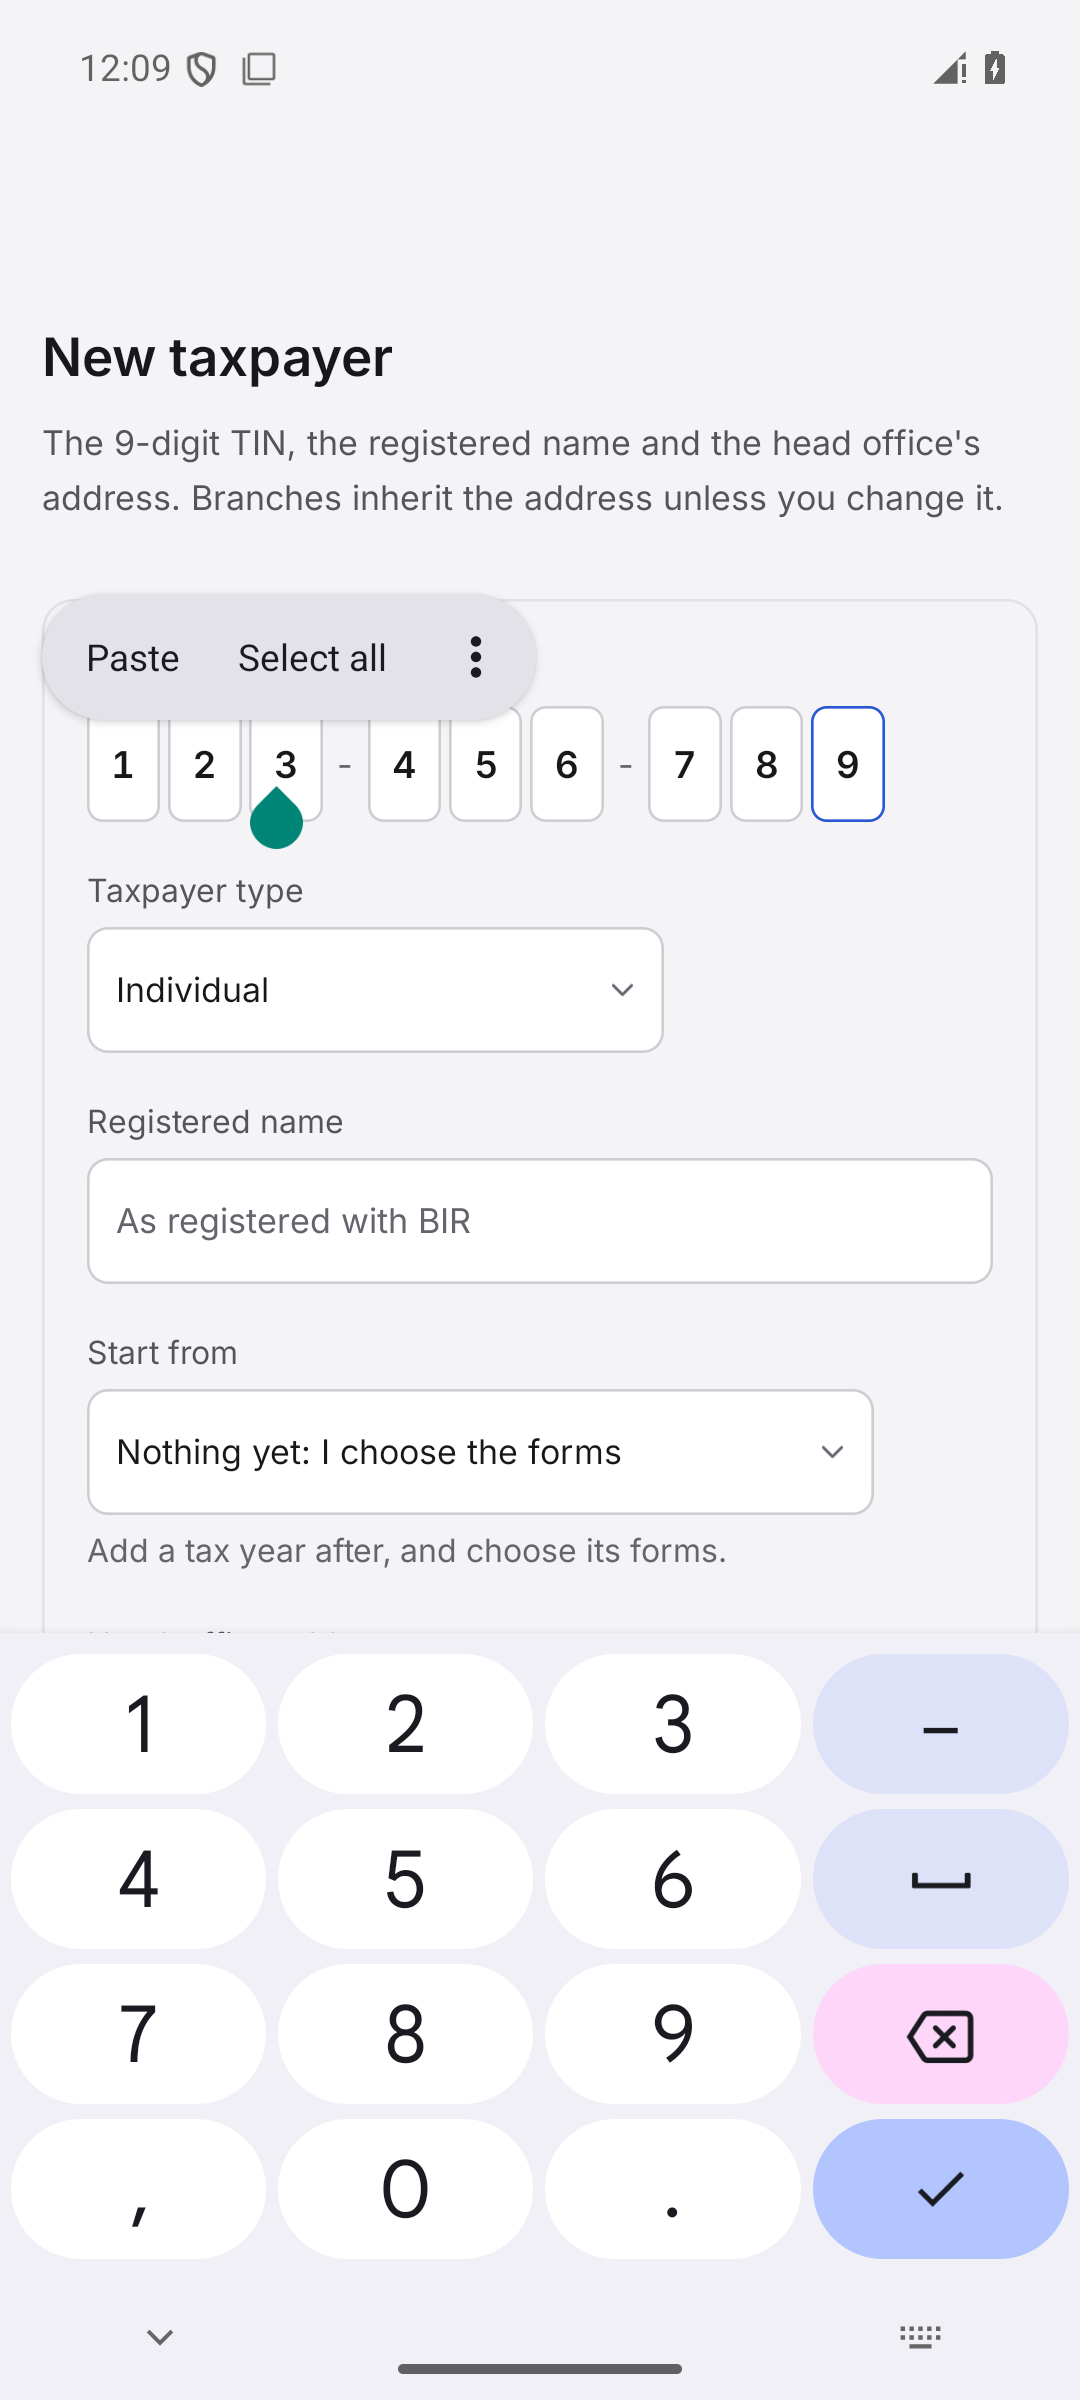 12:09
New taxpayer
The 9-digit TIN, the registered name and the head office's
address. Branches inherit the address unless you change it.
Paste Select all
1 2 3 - 4 5 6 - 7 8 9
Taxpayer type
Individual
Registered name
As registered with BIR
Start from
Nothing yet: I choose the forms
Add a tax year after, and choose its forms.
1 2 3 –
4 5 6
7 8 9
, 0 .